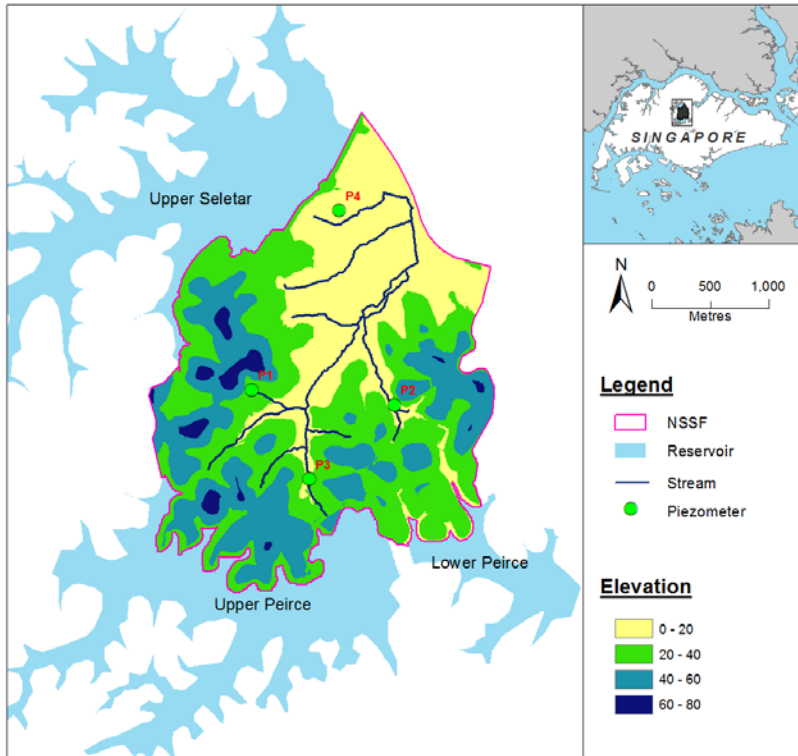 Upper Seletar
P4
P1
P2
P3
Lower Peirce
Upper Peirce
SINGAPORE
N
0 500 1,000
Metres
Legend
NSSF
Reservoir
Stream
Piezometer
Elevation
0 - 20
20 - 40
40 - 60
60 - 80